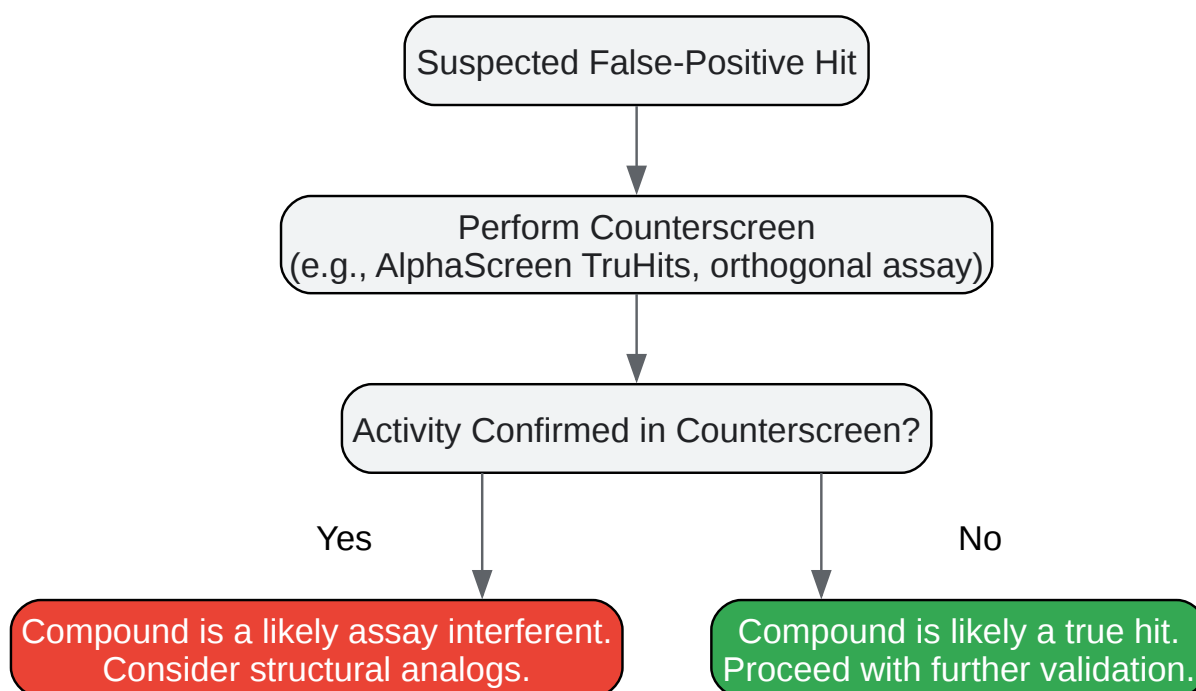 Suspected False-Positive Hit
Perform Counterscreen
(e.g., AlphaScreen TruHits, orthogonal assay)
Activity Confirmed in Counterscreen?
Yes
No
Compound is a likely assay interferent.
Consider structural analogs.
Compound is likely a true hit.
Proceed with further validation.